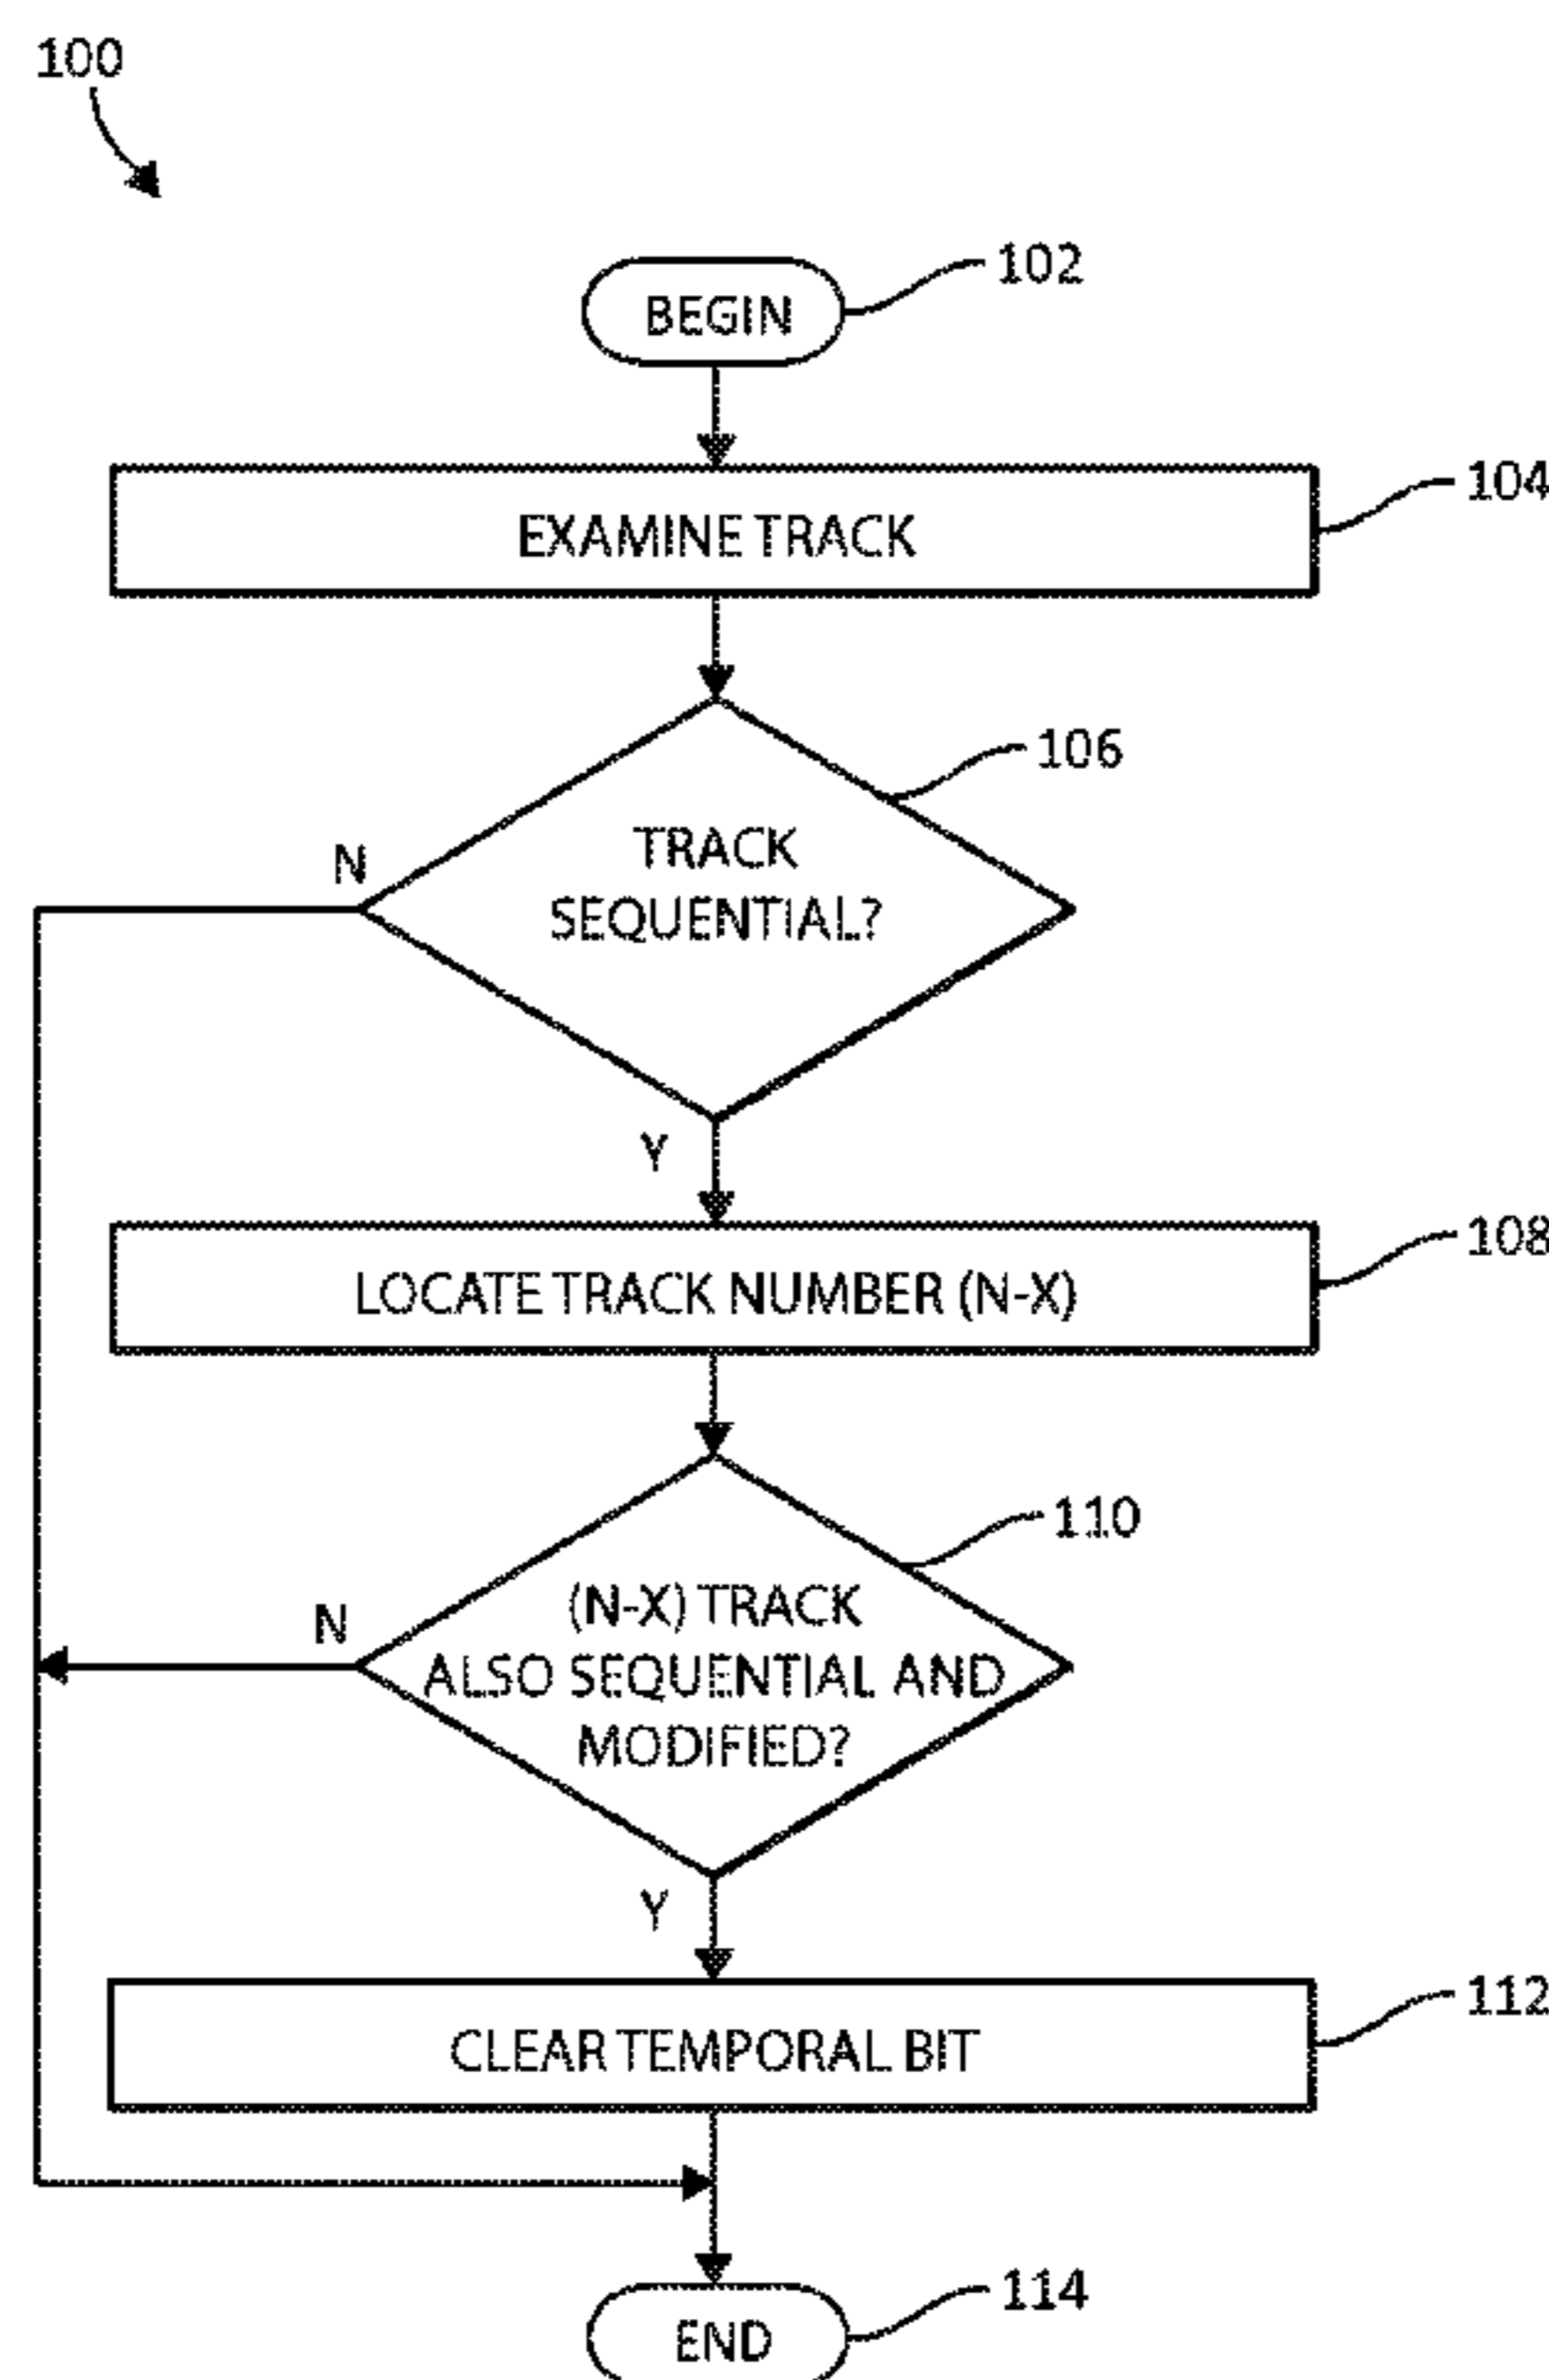 100
BEGIN
102
EXAMINE TRACK
104
106
TRACK
SEQUENTIAL?
N
Y
LOCATE TRACK NUMBER (N-X)
108
110
(N-X) TRACK
ALSO SEQUENTIAL AND
MODIFIED?
N
Y
CLEAR TEMPORAL BIT
112
END
114